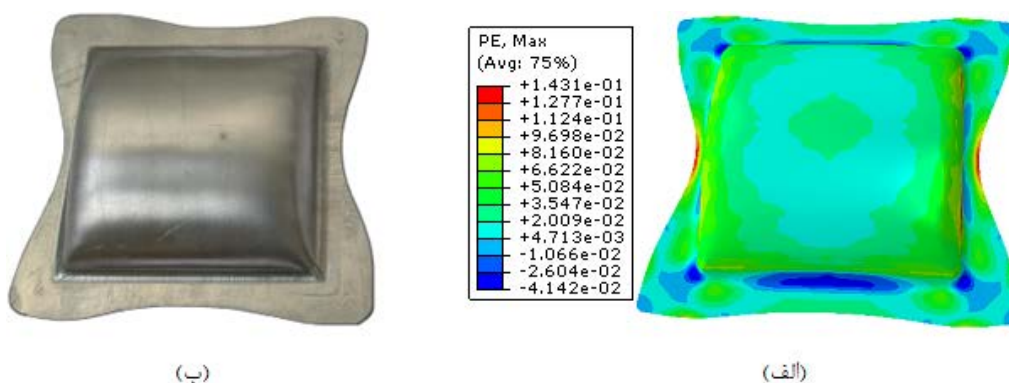 PE, Max
(Avg: 75%)
+1.431e-01
+1.277e-01
+1.124e-01
+9.698e-02
+8.160e-02
+6.622e-02
+5.084e-02
+3.547e-02
+2.009e-02
+4.713e-03
-1.066e-02
-2.604e-02
-4.142e-02
(الف)
(ب)